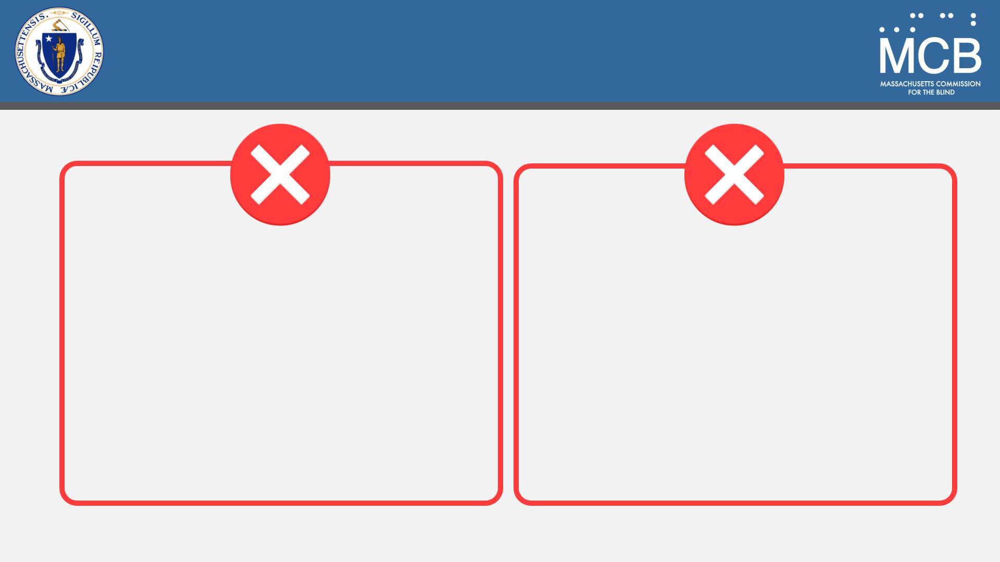 SIGILLUM REIPUBLICÆ MASSACHUSETTENSIS.
MCB
MASSACHUSETTS COMMISSION
FOR THE BLIND